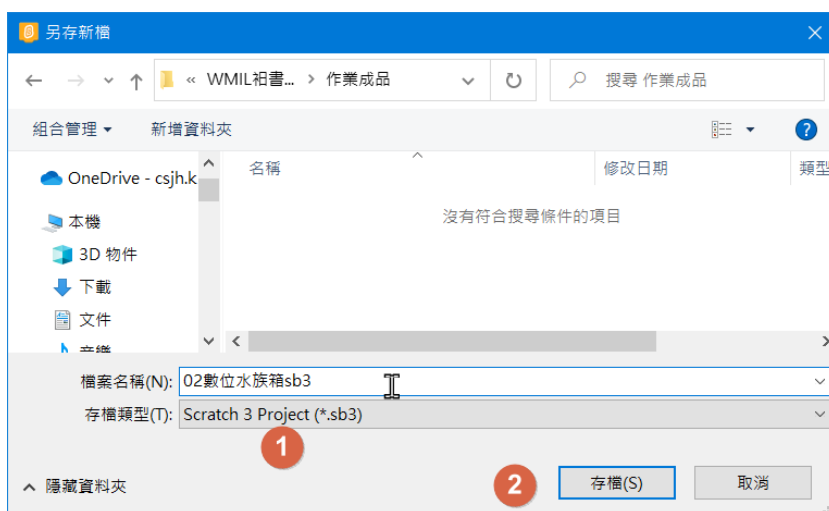 另存新檔
« WMIL衵書... > 作業成品
搜尋 作業成品
組合管理 新增資料夾
名稱 修改日期 類型
OneDrive - csjh.k
本機
沒有符合搜尋條件的項目
3D 物件
下載
文件
音樂
檔案名稱(N): 02數位水族箱sb3
存檔類型(T): Scratch 3 Project (*.sb3)
1
隱藏資料夾
2
存檔(S) 取消